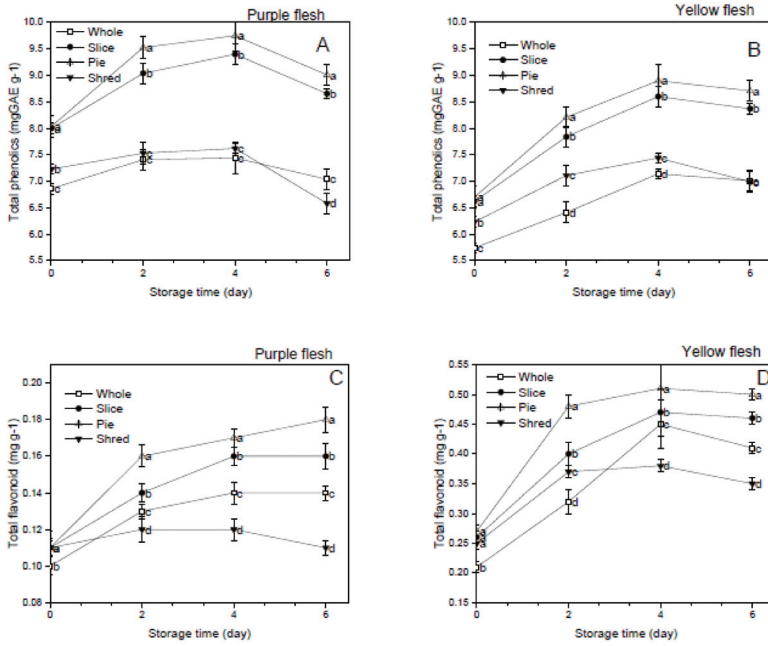 Purple flesh
A
Whole
Slice
Pie
Shred
Total phenolics (mgGAE g-1)
10.0
9.5
9.0
8.5
8.0
7.5
7.0
6.5
6.0
5.5
0 2 4 6
Storage time (day)
a a a
b b b
a
b
c
c c
c
d
Yellow flesh
B
Whole
Slice
Pie
Shred
Total phenolics (mgGAE g-1)
10.0
9.5
9.0
8.5
8.0
7.5
7.0
6.5
6.0
5.5
0 2 4 6
Storage time (day)
a a a
b b b
a
a
b
c
c c
d d
Purple flesh
C
Whole
Slice
Pie
Shred
Total flavonoid (mg g-1)
0.20
0.18
0.16
0.14
0.12
0.10
0.08
0 2 4 6
Storage time (day)
a a a
b b b
c c c
d d d
a
b
Yellow flesh
D
Whole
Slice
Pie
Shred
Total flavonoid (mg g-1)
0.55
0.50
0.45
0.40
0.35
0.30
0.25
0.20
0.15
0 2 4 6
Storage time (day)
a a a
b b b
c c c
d d d
a
a
a
b